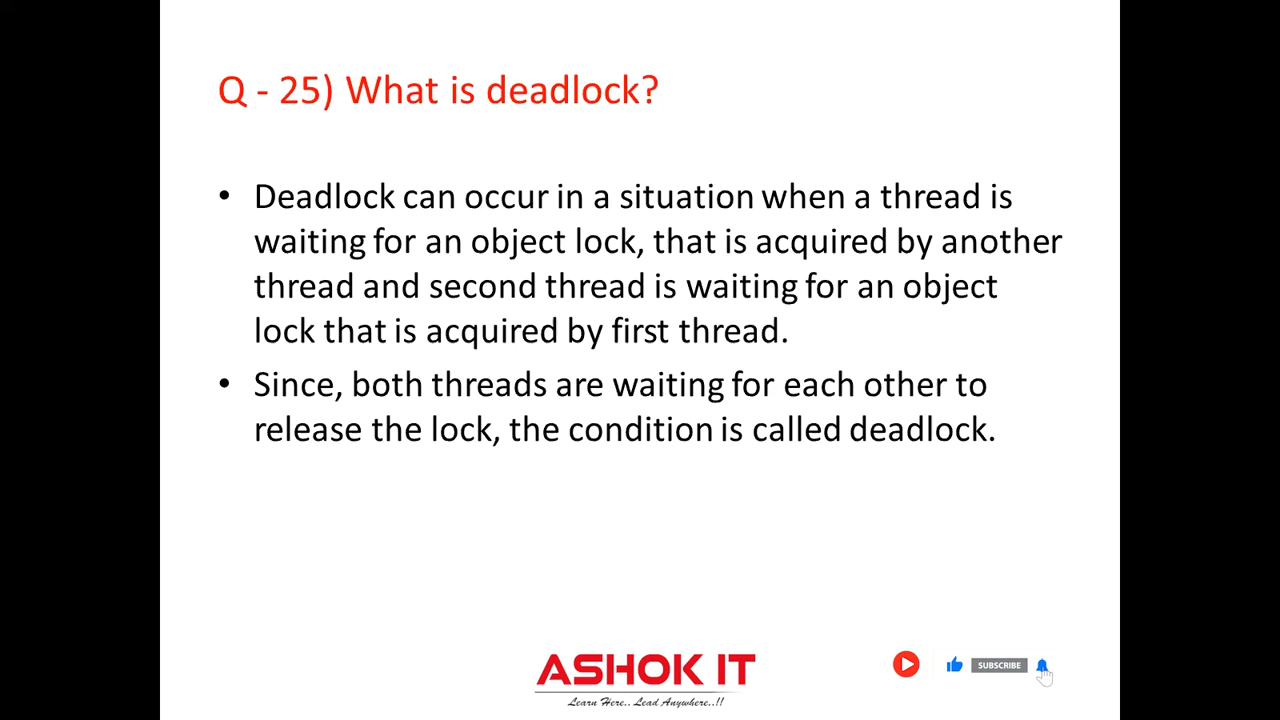 Q - 25) What is deadlock?
• Deadlock can occur in a situation when a thread is
waiting for an object lock, that is acquired by another
thread and second thread is waiting for an object
lock that is acquired by first thread.
• Since, both threads are waiting for each other to
release the lock, the condition is called deadlock.
ASHOK IT
Learn Here.. Lead Anywhere..!!
SUBSCRIBE